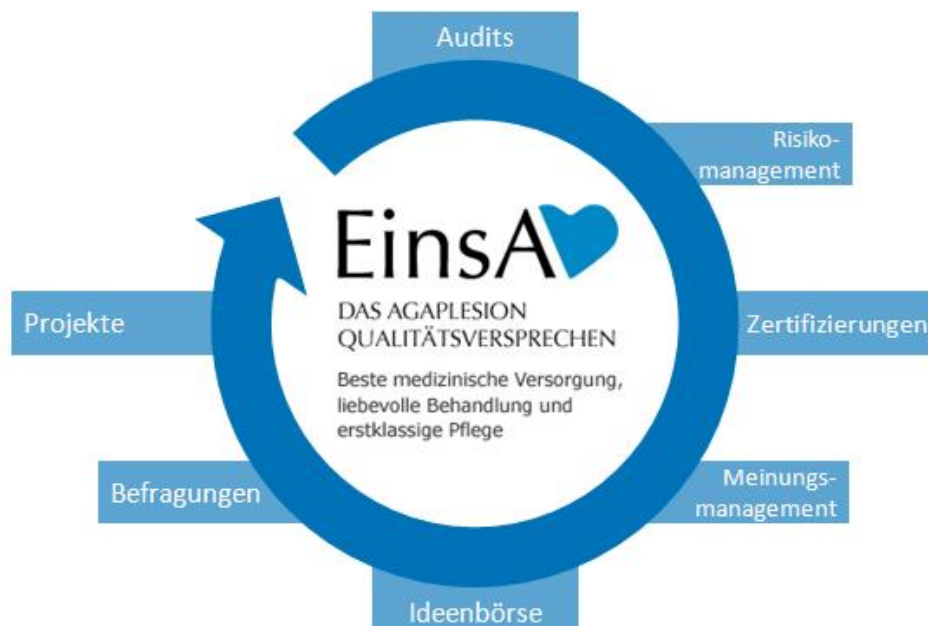 Audits
Risiko-
management
EinsA
DAS AGAPLESION
QUALITÄTSVERSPRECHEN
Beste medizinische Versorgung,
liebevolle Behandlung und
erstklassige Pflege
Zertifizierungen
Meinungs-
management
Ideenbörse
Befragungen
Projekte